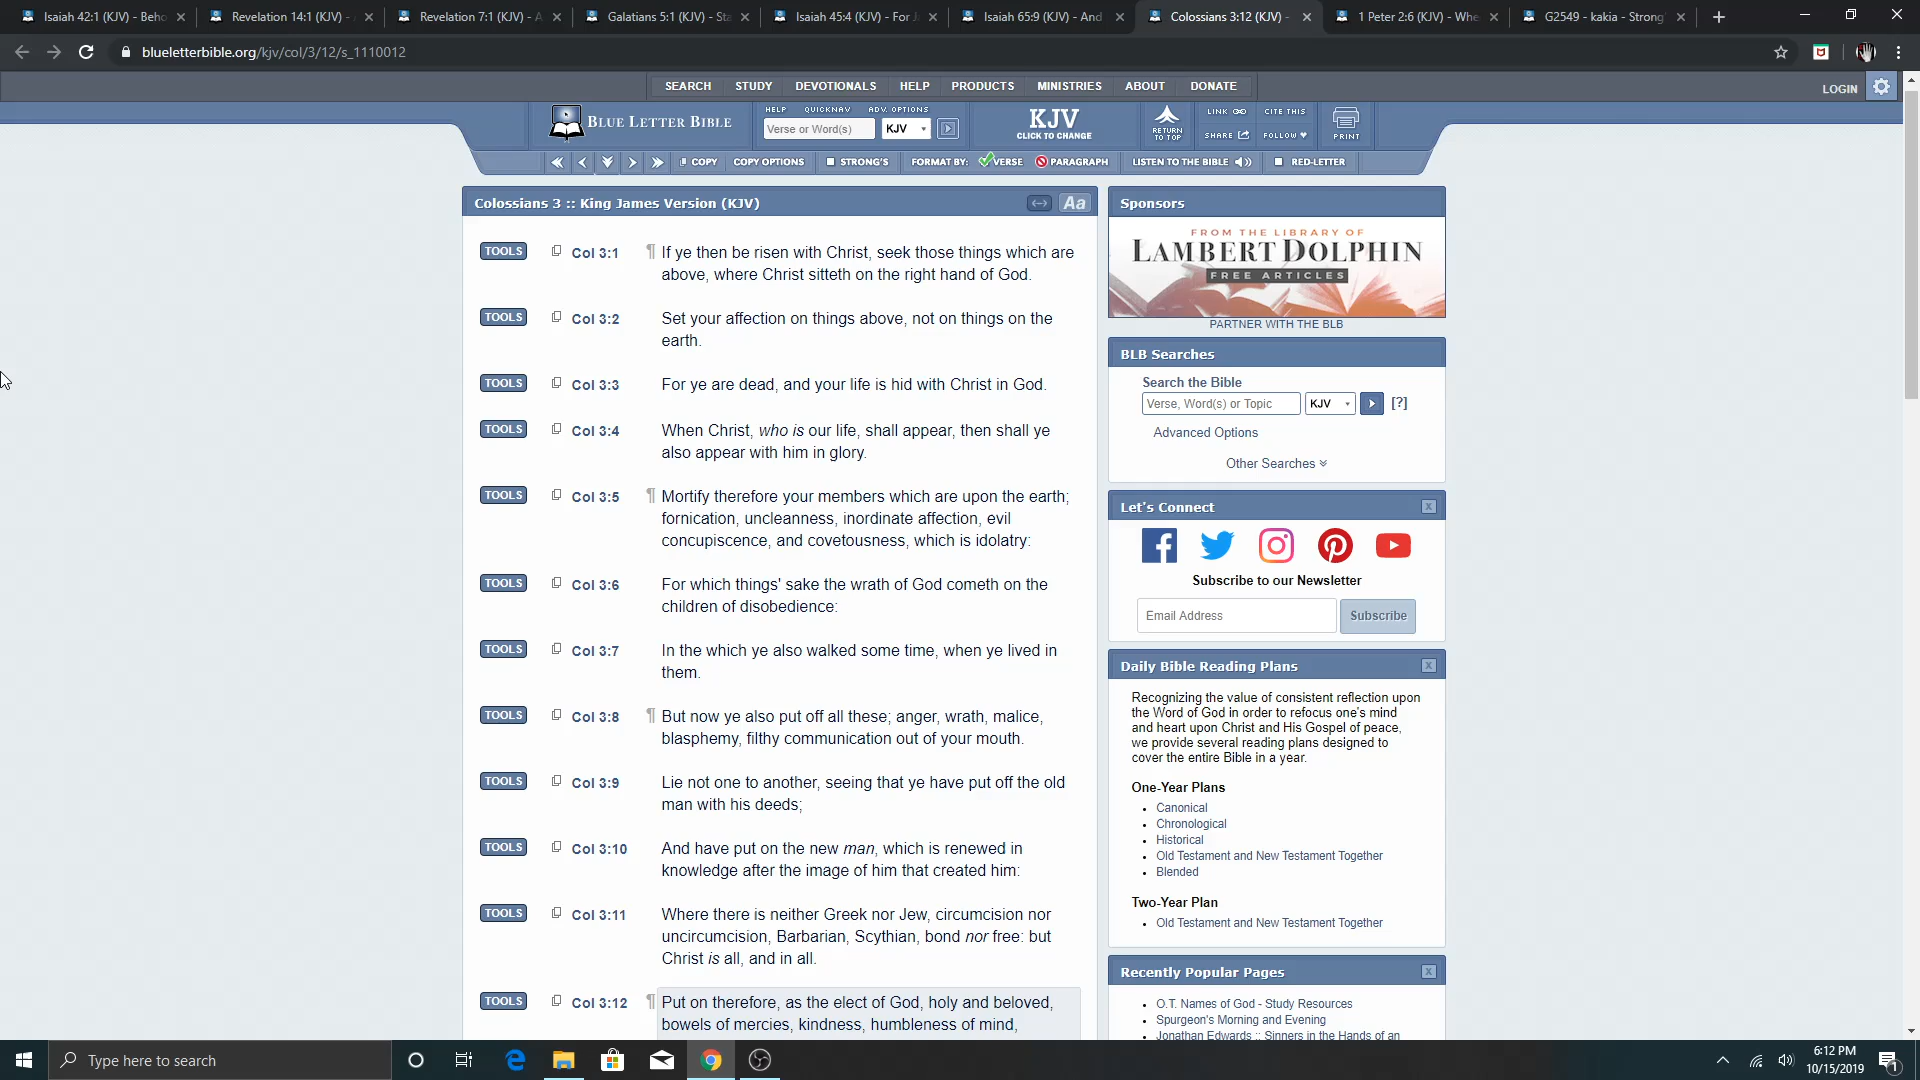 Isaiah 42:1 (KJV) - Beho
Revelation 14:1 (KJV) -
Revelation 7:1 (KJV) - A
Galatians 5:1 (KJV) - Sta
Isaiah 45:4 (KJV) - For J
Isaiah 65:9 (KJV) - And
Colossians 3:12 (KJV) -
1 Peter 2:6 (KJV) - Whe
G2549 - kakia - Strong'
blueletterbible.org/kjv/col/3/12/s_1110012
SEARCH STUDY DEVOTIONALS HELP PRODUCTS MINISTRIES ABOUT DONATE
LOGIN
BLUE LETTER BIBLE
HELP QUICKNAV ADV. OPTIONS
Verse or Word(s) KJV
KJV
CLICK TO CHANGE
RETURN
TO TOP
LINK CITE THIS
SHARE FOLLOW
PRINT
COPY COPY OPTIONS STRONG'S FORMAT BY: VERSE PARAGRAPH LISTEN TO THE BIBLE RED-LETTER
Colossians 3 :: King James Version (KJV) Aa
TOOLS Col 3:1 ¶ If ye then be risen with Christ, seek those things which are
above, where Christ sitteth on the right hand of God.
TOOLS Col 3:2 Set your affection on things above, not on things on the
earth.
TOOLS Col 3:3 For ye are dead, and your life is hid with Christ in God.
TOOLS Col 3:4 When Christ, who is our life, shall appear, then shall ye
also appear with him in glory.
TOOLS Col 3:5 ¶ Mortify therefore your members which are upon the earth;
fornication, uncleanness, inordinate affection, evil
concupiscence, and covetousness, which is idolatry:
TOOLS Col 3:6 For which things' sake the wrath of God cometh on the
children of disobedience:
TOOLS Col 3:7 In the which ye also walked some time, when ye lived in
them.
TOOLS Col 3:8 ¶ But now ye also put off all these; anger, wrath, malice,
blasphemy, filthy communication out of your mouth.
TOOLS Col 3:9 Lie not one to another, seeing that ye have put off the old
man with his deeds;
TOOLS Col 3:10 And have put on the new man, which is renewed in
knowledge after the image of him that created him:
TOOLS Col 3:11 Where there is neither Greek nor Jew, circumcision nor
uncircumcision, Barbarian, Scythian, bond nor free: but
Christ is all, and in all.
TOOLS Col 3:12 ¶ Put on therefore, as the elect of God, holy and beloved,
bowels of mercies, kindness, humbleness of mind,
Sponsors
FROM THE LIBRARY OF
LAMBERT DOLPHIN
FREE ARTICLES
PARTNER WITH THE BLB
BLB Searches
Search the Bible
Verse, Word(s) or Topic KJV [?]
Advanced Options
Other Searches
Let's Connect x
Subscribe to our Newsletter
Email Address Subscribe
Daily Bible Reading Plans x
Recognizing the value of consistent reflection upon
the Word of God in order to refocus one's mind
and heart upon Christ and His Gospel of peace,
we provide several reading plans designed to
cover the entire Bible in a year.
One-Year Plans
• Canonical
• Chronological
• Historical
• Old Testament and New Testament Together
• Blended
Two-Year Plan
• Old Testament and New Testament Together
Recently Popular Pages x
• O.T. Names of God - Study Resources
• Spurgeon's Morning and Evening
• Jonathan Edwards :: Sinners in the Hands of an
Type here to search
6:12 PM
10/15/2019
1